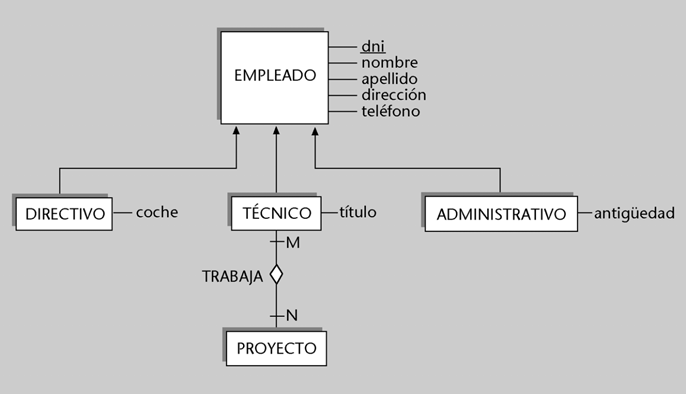 EMPLEADO
dni
nombre
apellido
dirección
teléfono
DIRECTIVO
coche
TÉCNICO
título
ADMINISTRATIVO
antigüedad
M
TRABAJA
N
PROYECTO